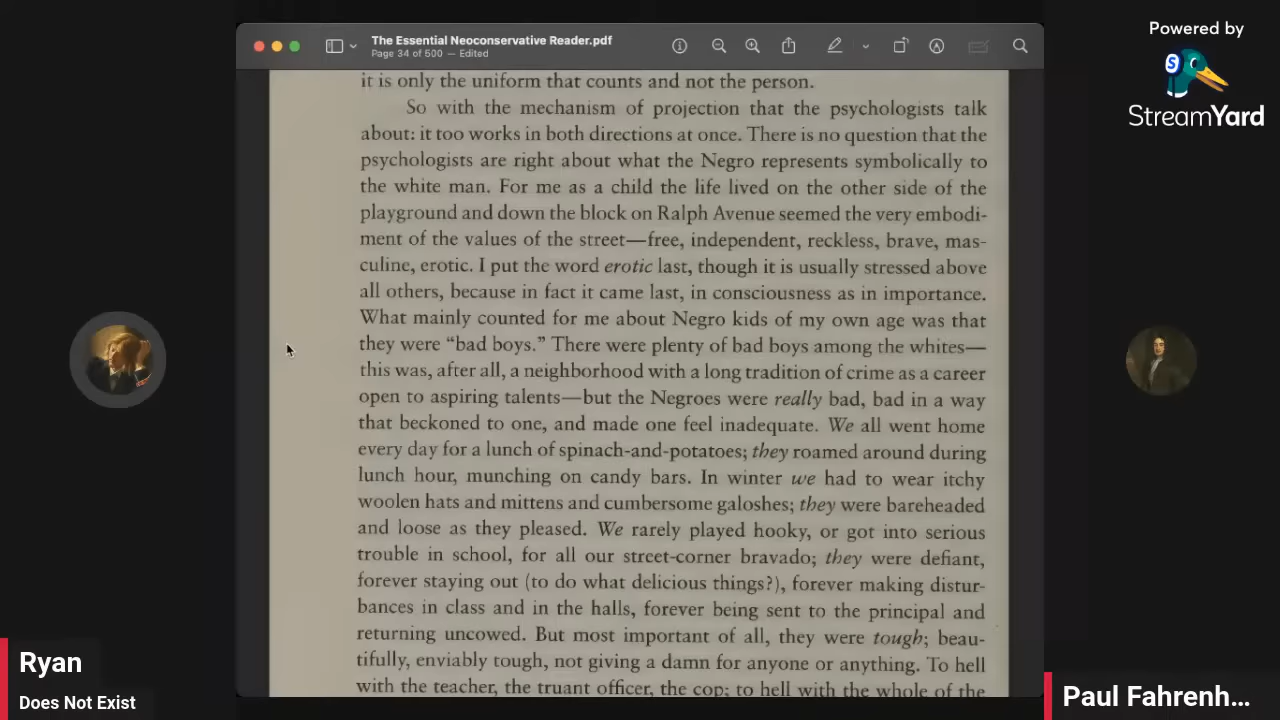 The Essential Neoconservative Reader.pdf
Page 34 of 500 — Edited
Powered by
S
StreamYard
it is only the uniform that counts and not the person.
So with the mechanism of projection that the psychologists talk
about: it too works in both directions at once. There is no question that the
psychologists are right about what the Negro represents symbolically to
the white man. For me as a child the life lived on the other side of the
playground and down the block on Ralph Avenue seemed the very embodi-
ment of the values of the street—free, independent, reckless, brave, mas-
culine, erotic. I put the word erotic last, though it is usually stressed above
all others, because in fact it came last, in consciousness as in importance.
What mainly counted for me about Negro kids of my own age was that
they were “bad boys.” There were plenty of bad boys among the whites—
this was, after all, a neighborhood with a long tradition of crime as a career
open to aspiring talents—but the Negroes were really bad, bad in a way
that beckoned to one, and made one feel inadequate. We all went home
every day for a lunch of spinach-and-potatoes; they roamed around during
lunch hour, munching on candy bars. In winter we had to wear itchy
woolen hats and mittens and cumbersome galoshes; they were bareheaded
and loose as they pleased. We rarely played hooky, or got into serious
trouble in school, for all our street-corner bravado; they were defiant,
forever staying out (to do what delicious things?), forever making distur-
bances in class and in the halls, forever being sent to the principal and
returning uncowed. But most important of all, they were tough; beau-
tifully, enviably tough, not giving a damn for anyone or anything. To hell
with the teacher, the truant officer, the cop; to hell with the whole of the
Ryan
Does Not Exist
Paul Fahrenh...